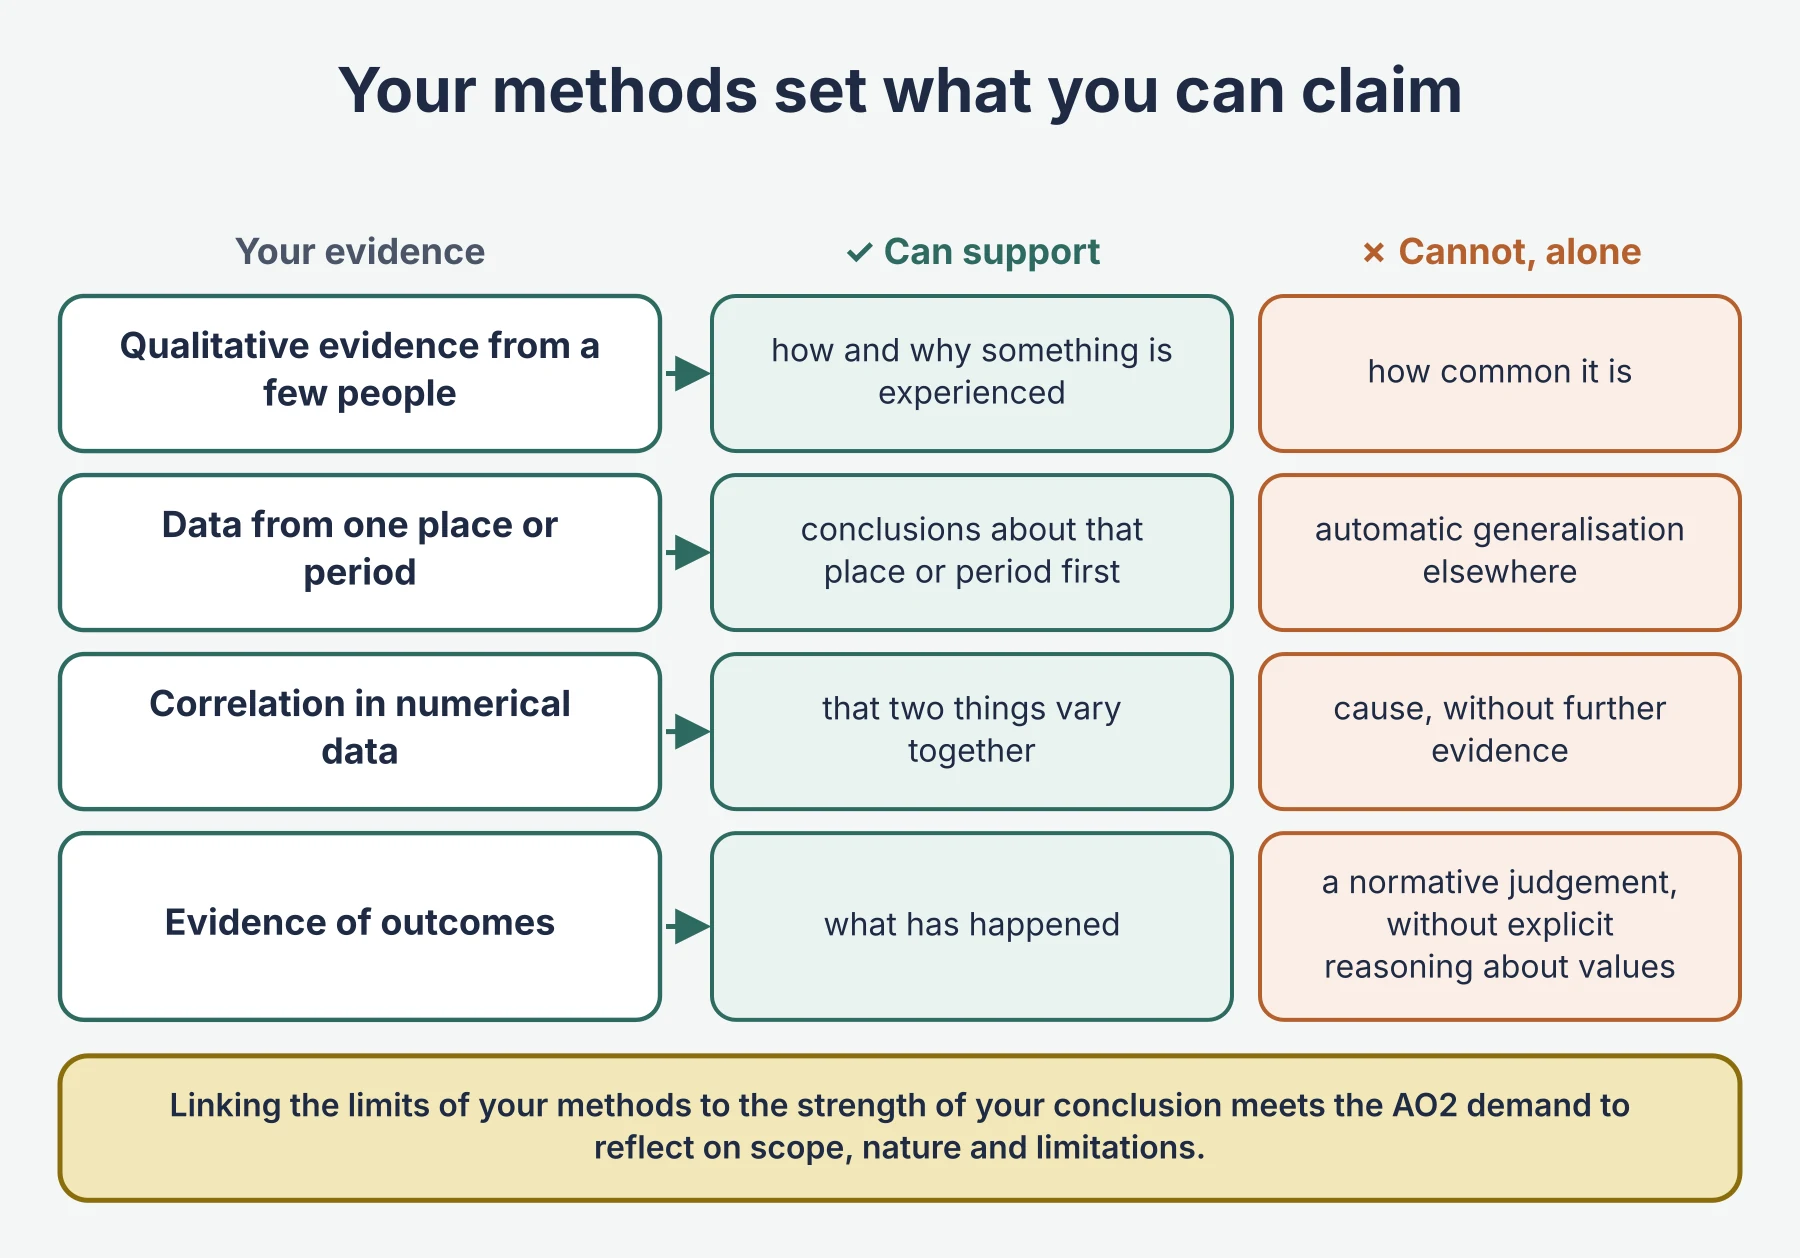 Your methods set what you can claim
Your evidence
✓ Can support
× Cannot, alone
Qualitative evidence from a
few people
how and why something is
experienced
how common it is
Data from one place or
period
conclusions about that
place or period first
automatic generalisation
elsewhere
Correlation in numerical
data
that two things vary
together
cause, without further
evidence
Evidence of outcomes
what has happened
a normative judgement,
without explicit
reasoning about values
Linking the limits of your methods to the strength of your conclusion meets the AO2 demand to
reflect on scope, nature and limitations.